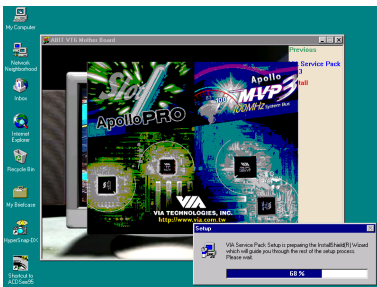 My Computer
Network
Neighborhood
Inbox
Internet
Explorer
Recycle Bin
My Briefcase
HyperSnap-DX
Shortcut to
ACDSee95
ABIT VT6 Mother Board
Previous
Service Pack
3
Slot
ApolloPRO
Apollo
MVP3
100MHz System Bus
VIA
VIA TECHNOLOGIES, INC.
http://www.via.com.tw
Setup
VIA Service Pack Setup is preparing the InstallShield(R) Wizard
which will guide you through the rest of the setup process.
Please wait.
68 %